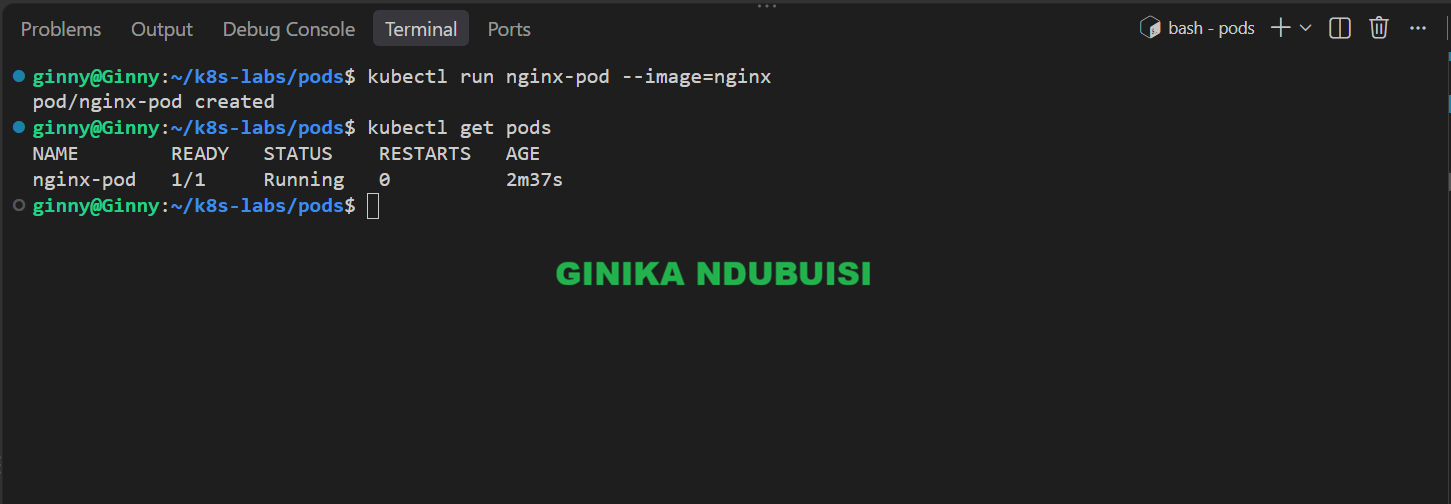 Problems Output Debug Console Terminal Ports bash - pods
ginny@Ginny:~/k8s-labs/pods$ kubectl run nginx-pod --image=nginx
pod/nginx-pod created
ginny@Ginny:~/k8s-labs/pods$ kubectl get pods
NAME READY STATUS RESTARTS AGE
nginx-pod 1/1 Running 0 2m37s
ginny@Ginny:~/k8s-labs/pods$
GINIKA NDUBUISI